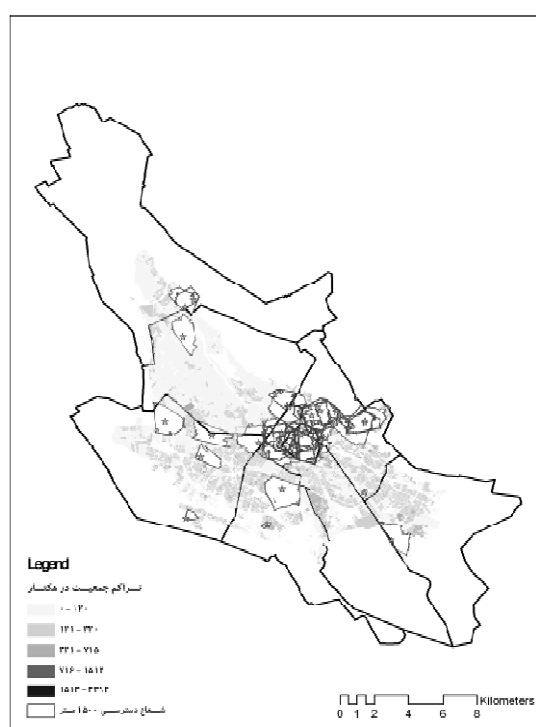 Legend
تراکم جمعیت در هکتار
۰ - ۱۲۰
۱۲۱ - ۳۲۰
۳۲۱ - ۷۱۵
۷۱۶ - ۱۵۱۲
۱۵۱۳ - ۳۳۱۲
شعاع دسترسی ۱۵۰۰ متر
Kilometers
0 1 2 4 6 8